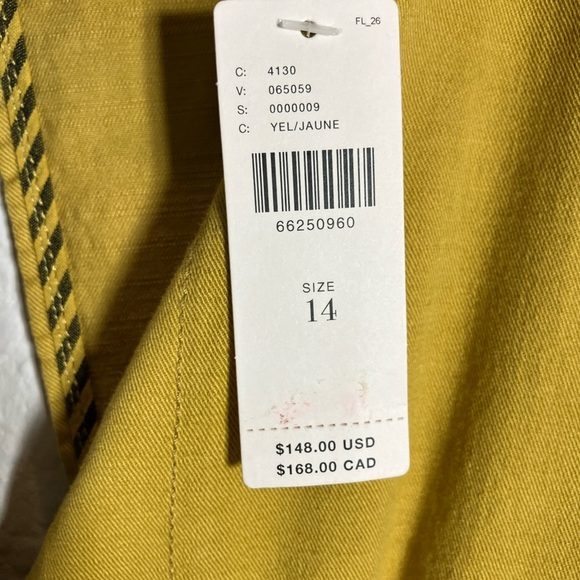 FL_26
C: 4130
V: 065059
S: 0000009
C: YEL/JAUNE
66250960
SIZE
14
$148.00 USD
$168.00 CAD